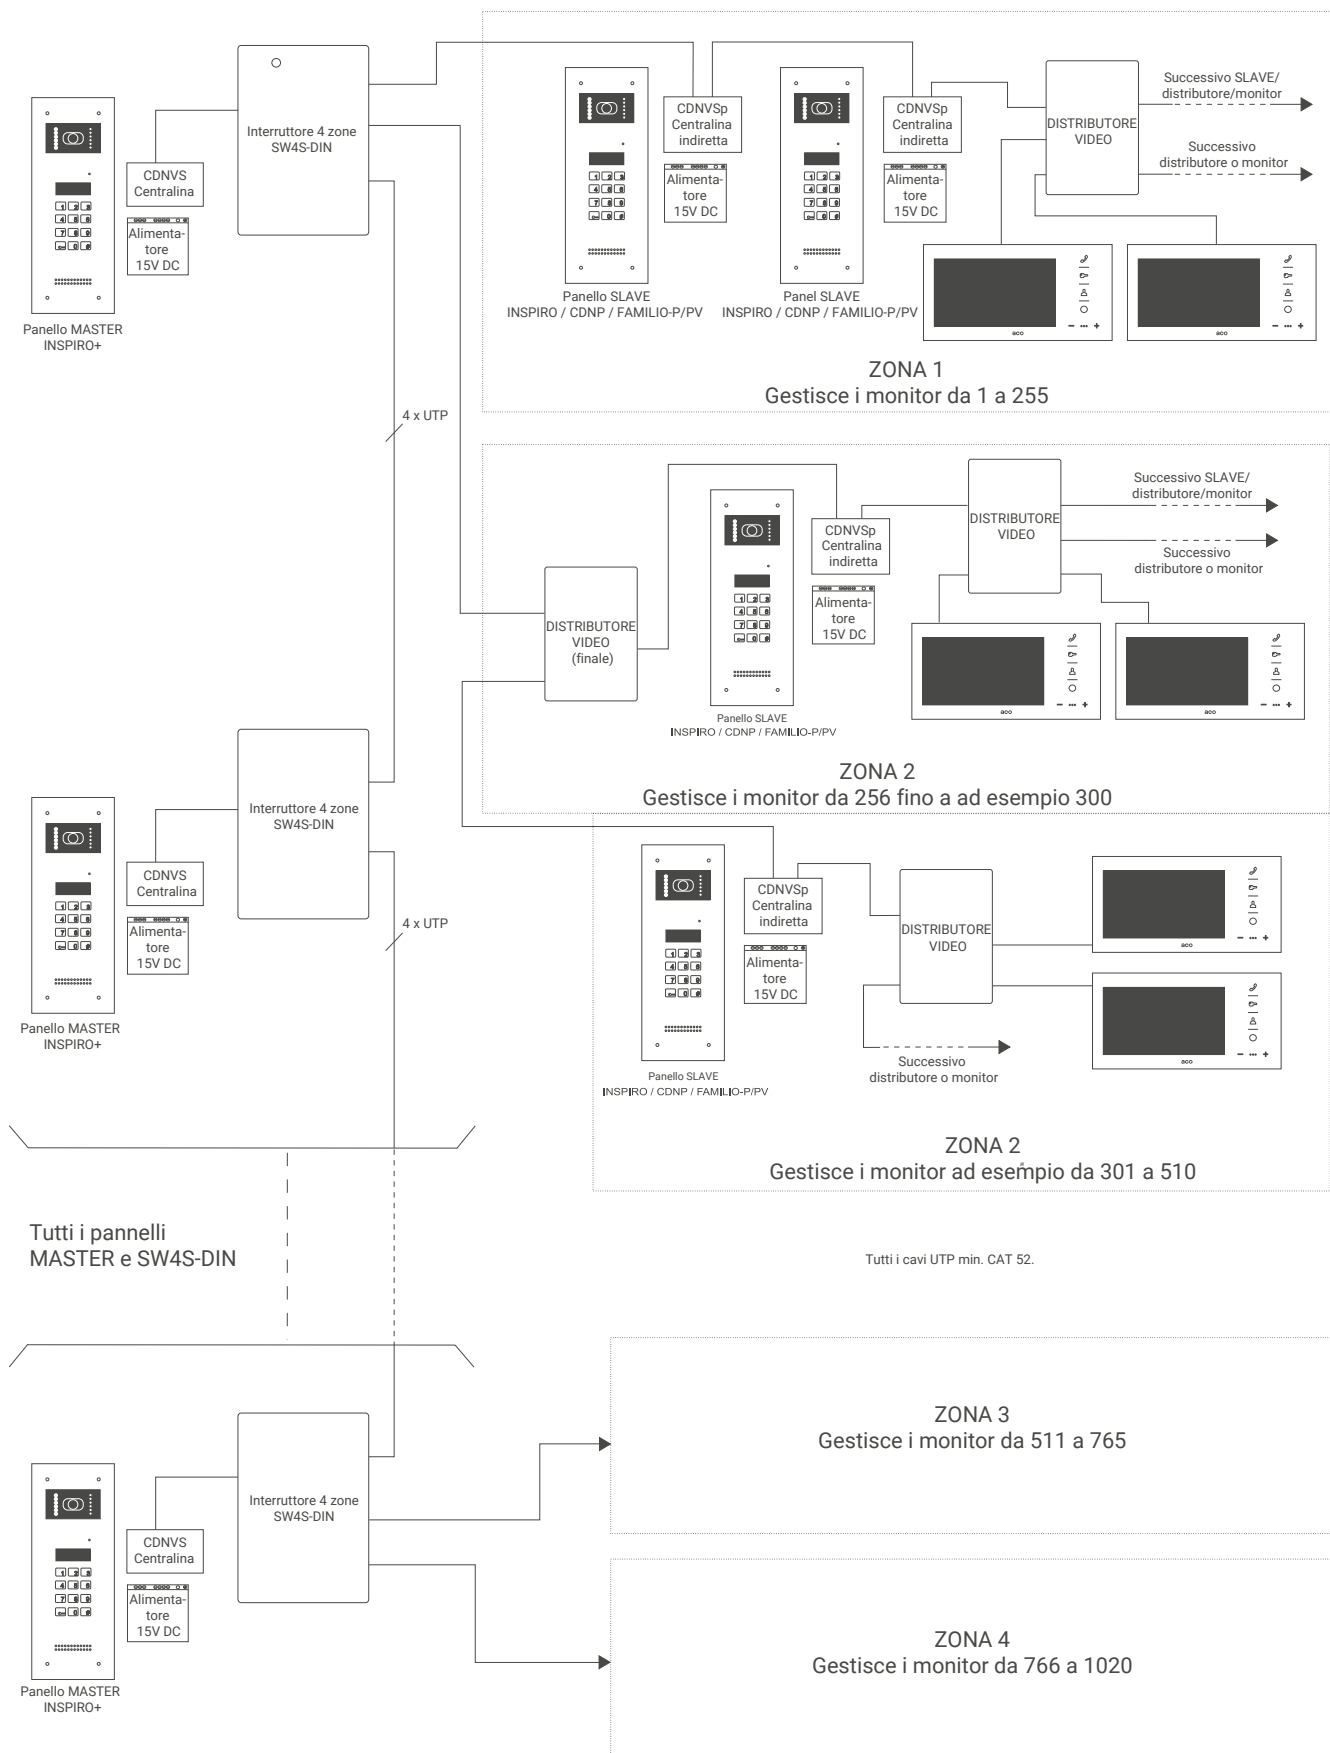 Panello MASTER
INSPIRO+
CDNVS
Centralina
Alimenta-
tore
15V DC
Interruttore 4 zone
SW4S-DIN
Panello SLAVE
INSPIRO / CDNP / FAMILIO-P/PV
CDNVSp
Centralina
indiretta
Alimenta-
tore
15V DC
Panel SLAVE
INSPIRO / CDNP / FAMILIO-P/PV
CDNVSp
Centralina
indiretta
Alimenta-
tore
15V DC
DISTRIBUTORE
VIDEO
Successivo SLAVE/
distributore/monitor
Successivo
distributore o monitor
aco
aco
ZONA 1
Gestisce i monitor da 1 a 255
4 x UTP
DISTRIBUTORE
VIDEO
(finale)
Panello SLAVE
INSPIRO / CDNP / FAMILIO-P/PV
CDNVSp
Centralina
indiretta
Alimenta-
tore
15V DC
DISTRIBUTORE
VIDEO
Successivo SLAVE/
distributore/monitor
Successivo
distributore o monitor
aco
aco
ZONA 2
Gestisce i monitor da 256 fino a ad esempio 300
Panello MASTER
INSPIRO+
CDNVS
Centralina
Alimenta-
tore
15V DC
Interruttore 4 zone
SW4S-DIN
4 x UTP
Panello SLAVE
INSPIRO / CDNP / FAMILIO-P/PV
CDNVSp
Centralina
indiretta
Alimenta-
tore
15V DC
DISTRIBUTORE
VIDEO
Successivo
distributore o monitor
aco
aco
ZONA 2
Gestisce i monitor ad esempio da 301 a 510
Tutti i pannelli
MASTER e SW4S-DIN
Tutti i cavi UTP min. CAT 52.
Panello MASTER
INSPIRO+
CDNVS
Centralina
Alimenta-
tore
15V DC
Interruttore 4 zone
SW4S-DIN
ZONA 3
Gestisce i monitor da 511 a 765
ZONA 4
Gestisce i monitor da 766 a 1020